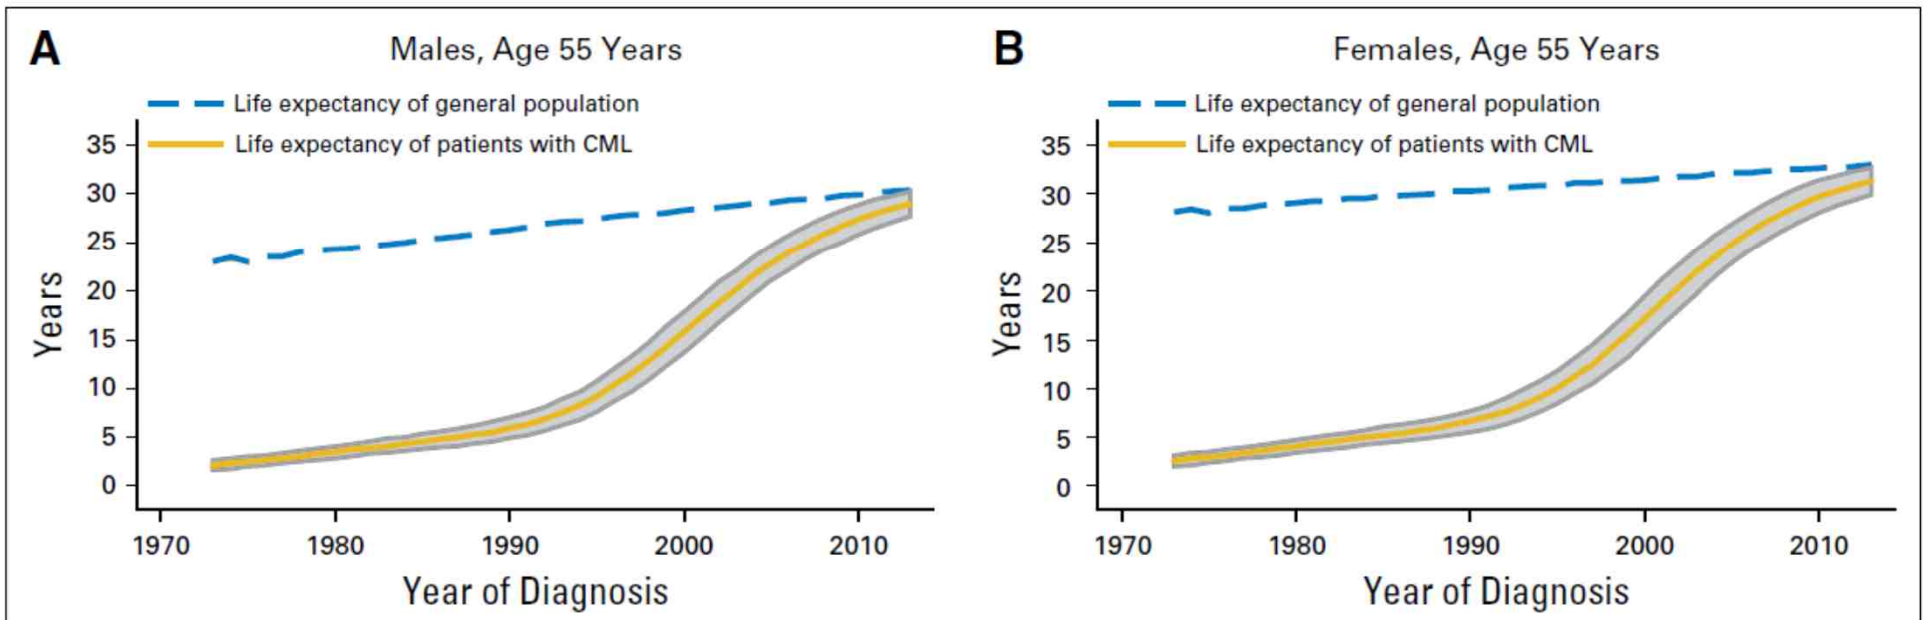 A
Males, Age 55 Years
Life expectancy of general population
Life expectancy of patients with CML
35
30
25
20
15
10
5
0
Years
1970 1980 1990 2000 2010
Year of Diagnosis
B
Females, Age 55 Years
Life expectancy of general population
Life expectancy of patients with CML
35
30
25
20
15
10
5
0
Years
1970 1980 1990 2000 2010
Year of Diagnosis